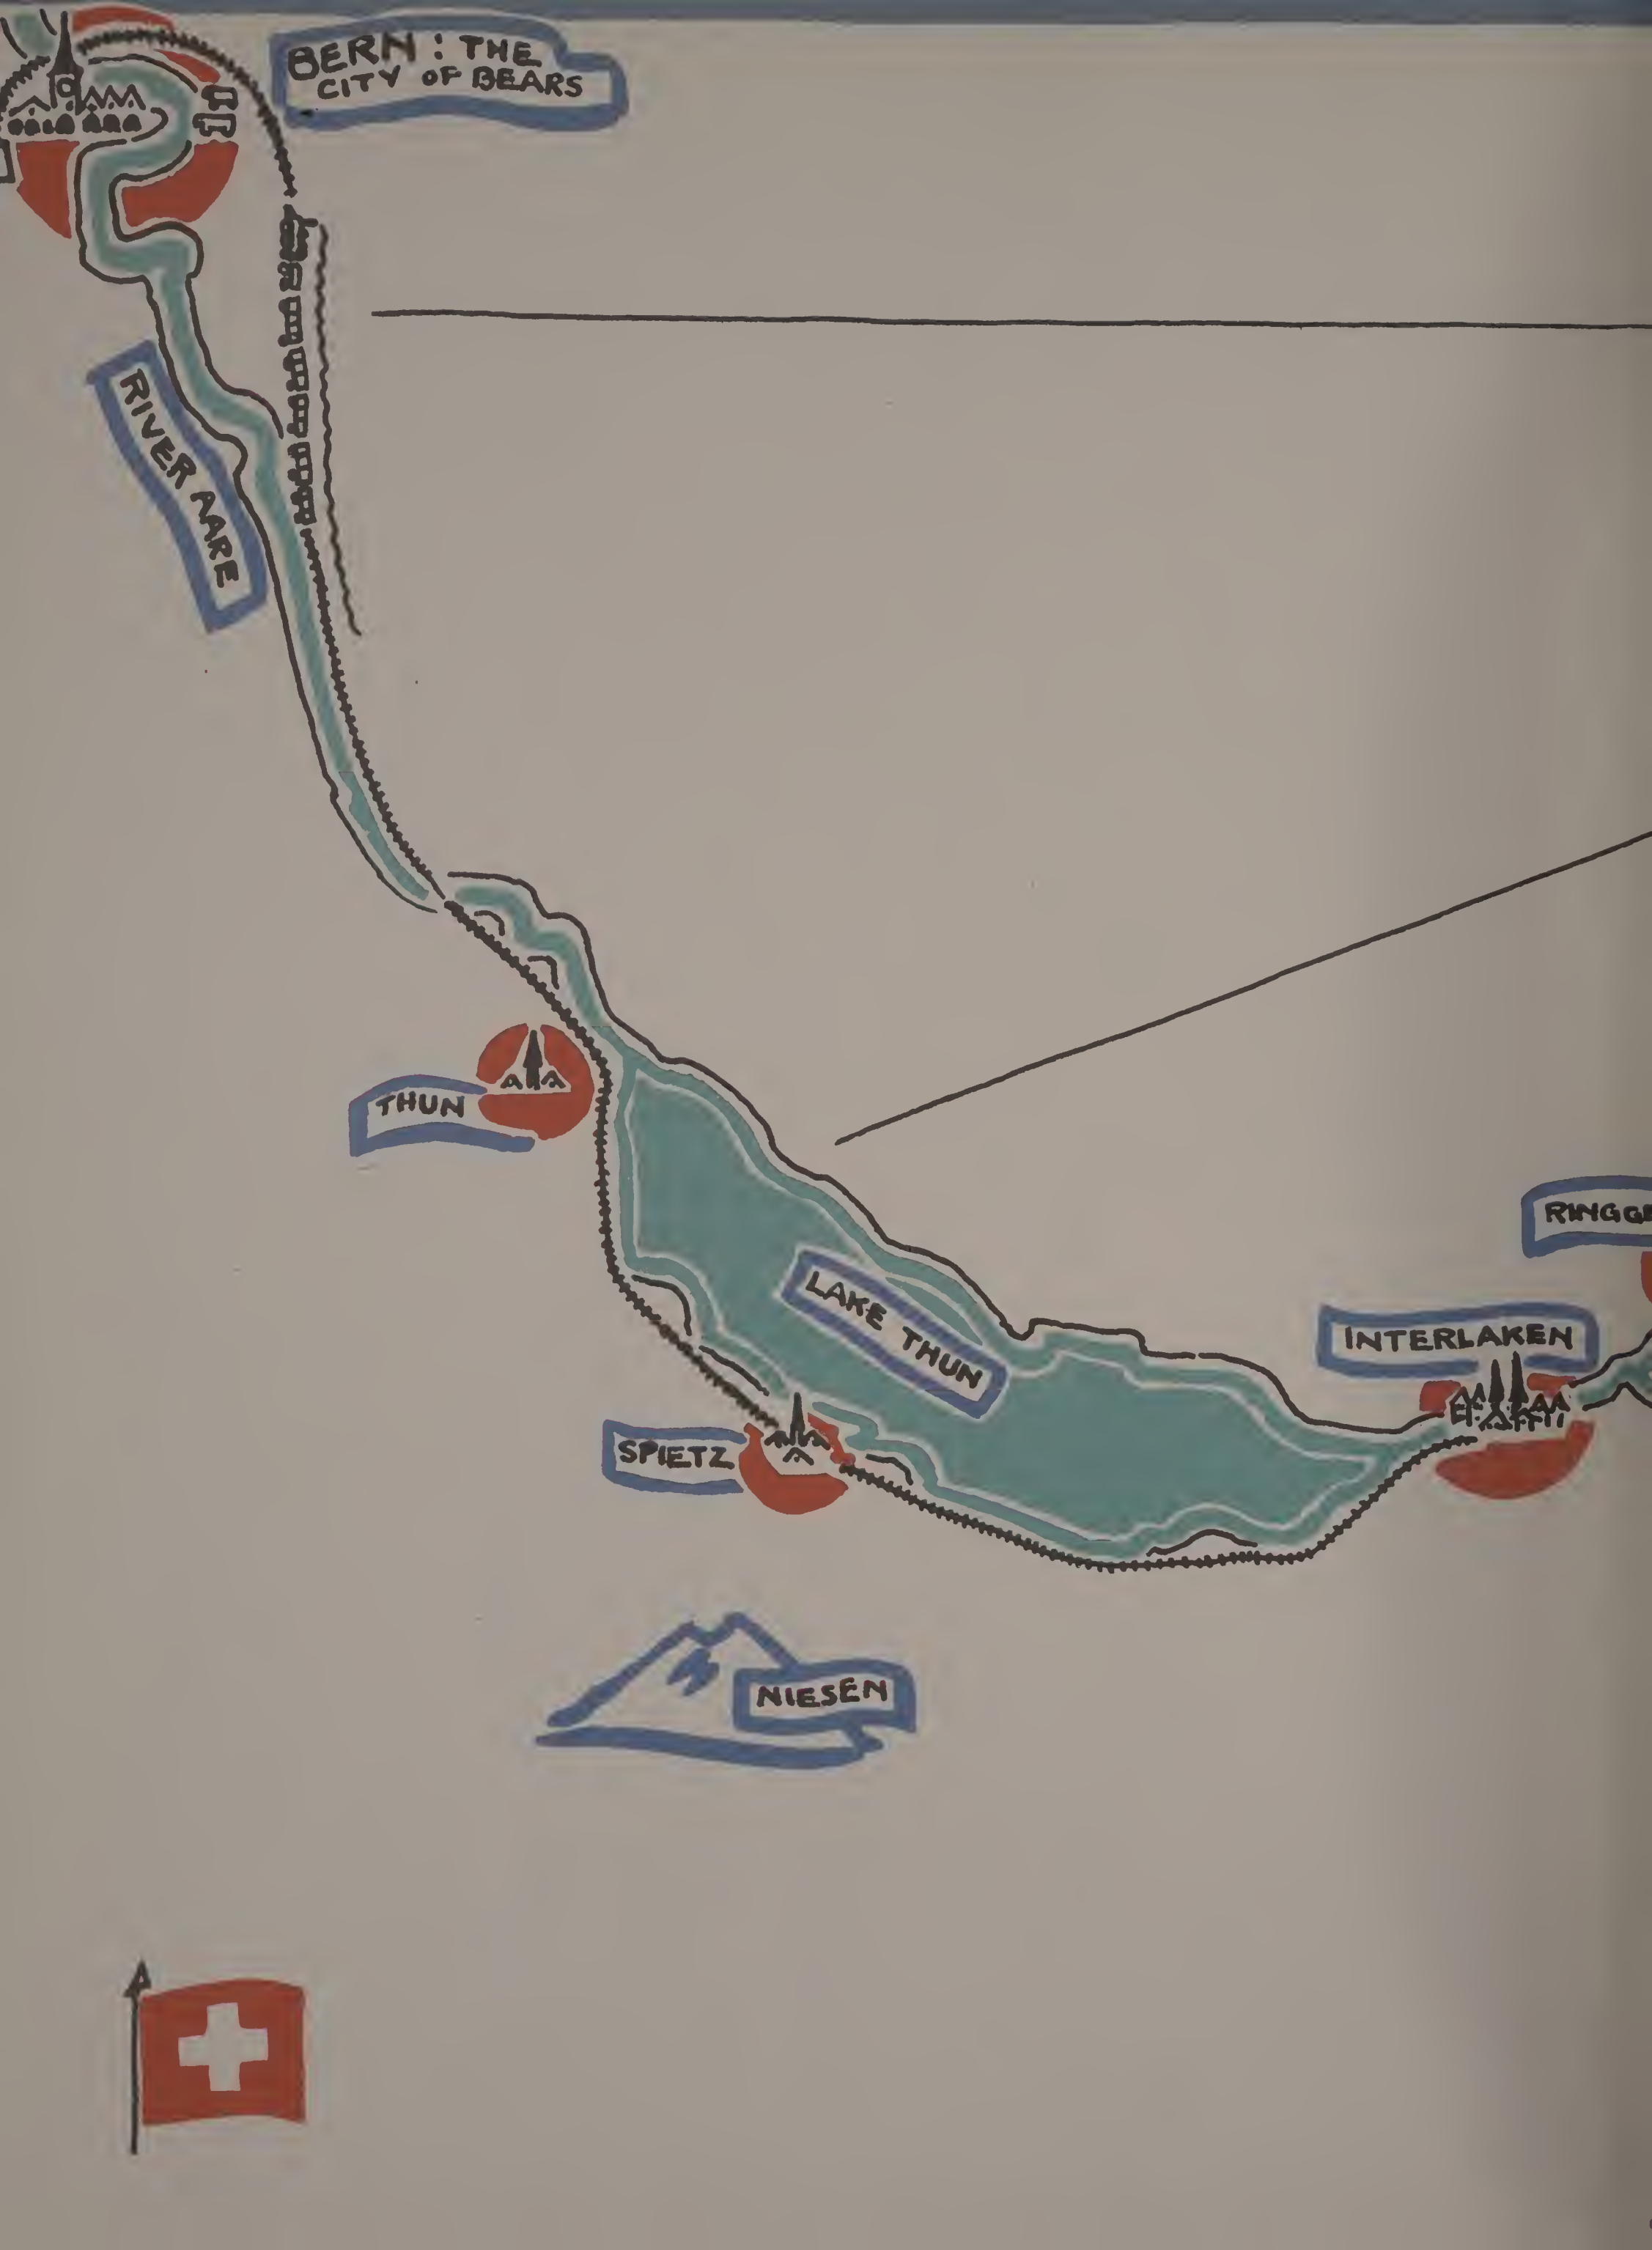 BERN : THE
CITY OF BEARS
RIVER AARE
THUN
LAKE THUN
INTERLAKEN
SPIETZ
NIESEN